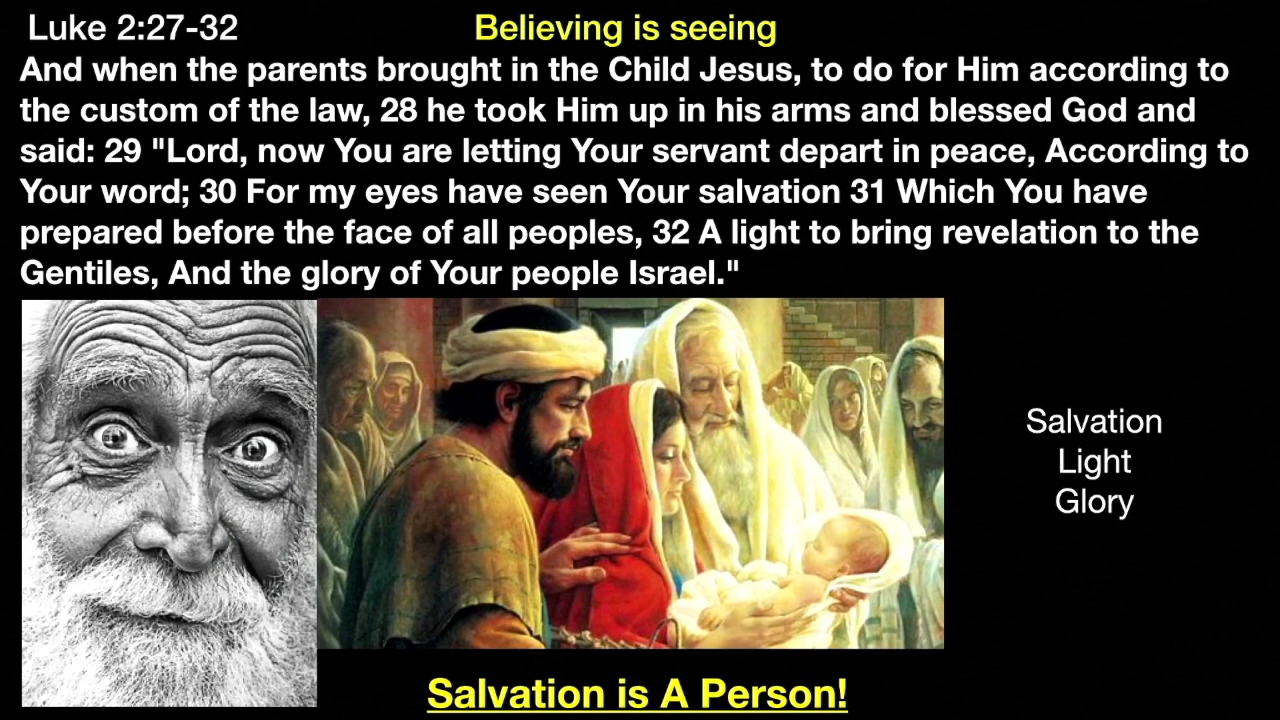 Luke 2:27-32
Believing is seeing
And when the parents brought in the Child Jesus, to do for Him according to
the custom of the law, 28 he took Him up in his arms and blessed God and
said: 29 "Lord, now You are letting Your servant depart in peace, According to
Your word; 30 For my eyes have seen Your salvation 31 Which You have
prepared before the face of all peoples, 32 A light to bring revelation to the
Gentiles, And the glory of Your people Israel."
Salvation
Light
Glory
Salvation is A Person!